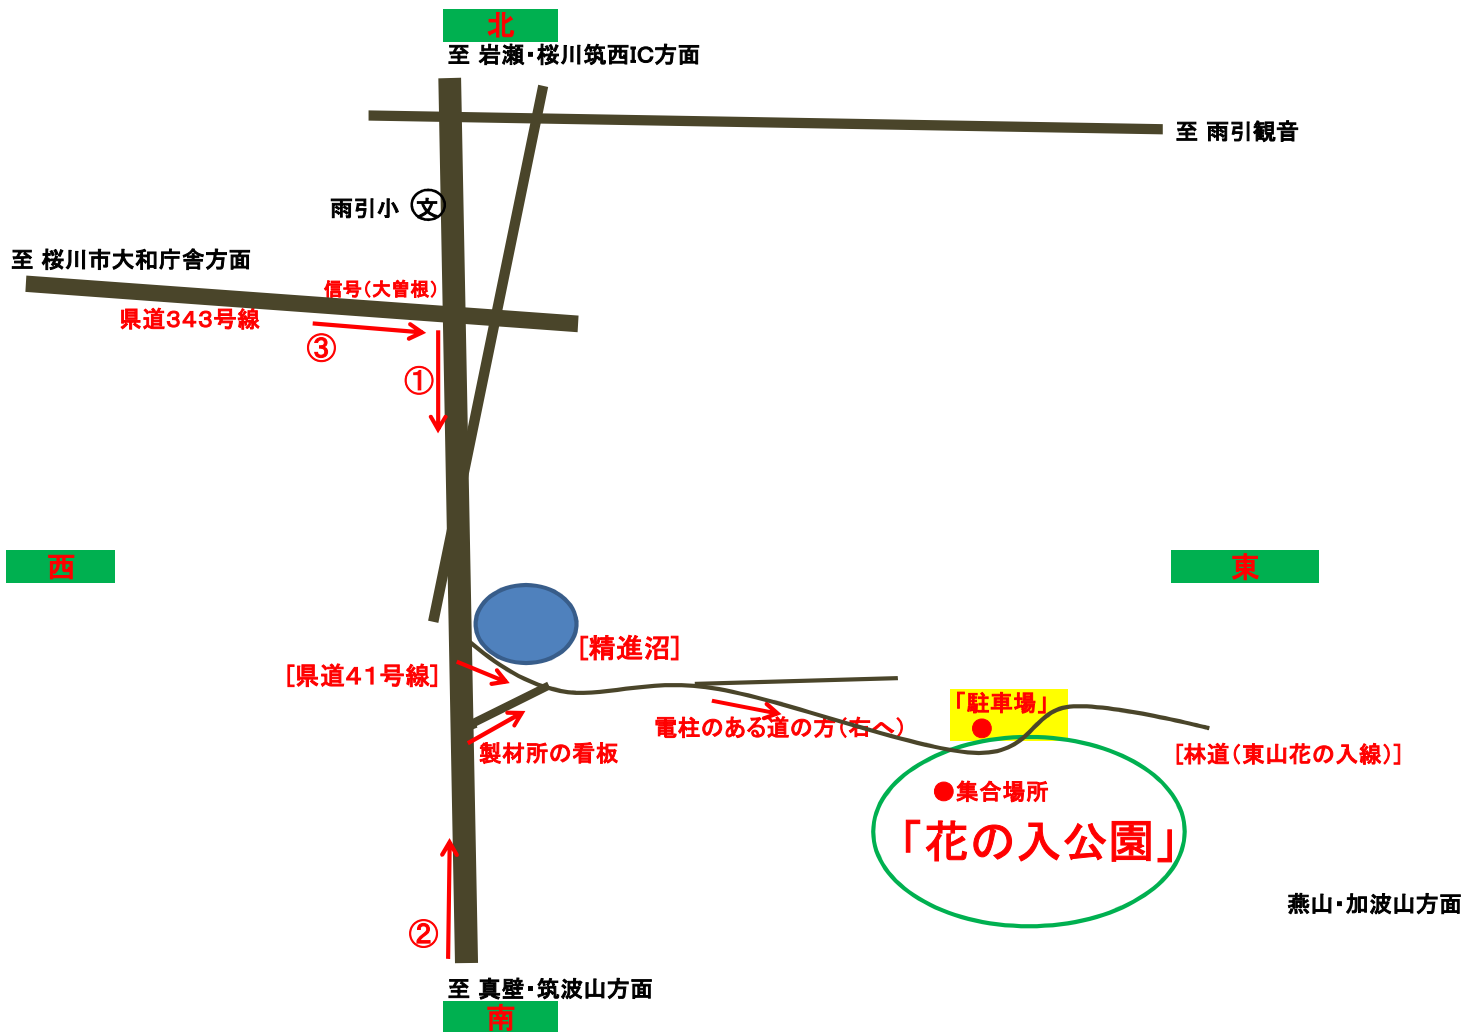 北
至 岩瀬・桜川筑西IC方面
至 雨引観音
雨引小 文
至 桜川市大和庁舎方面
信号（大曽根）
県道３４３号線
③
①
西
東
［精進沼］
［県道４１号線］
「駐車場」
電柱のある道の方（右へ）
製材所の看板
［林道（東山花の入線）］
●集合場所
「花の入公園」
燕山・加波山方面
②
至 真壁・筑波山方面
南